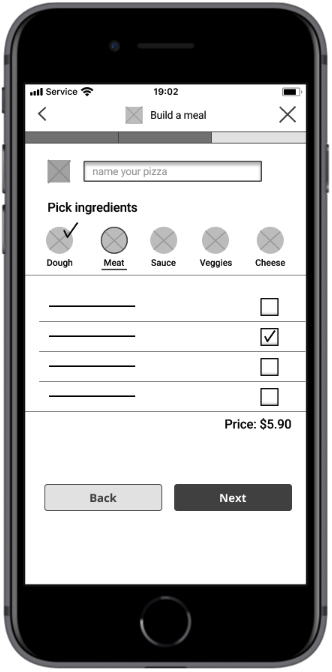 Service 19:02
Build a meal
name your pizza
Pick ingredients
Dough Meat Sauce Veggies Cheese
Price: $5.90
Back Next